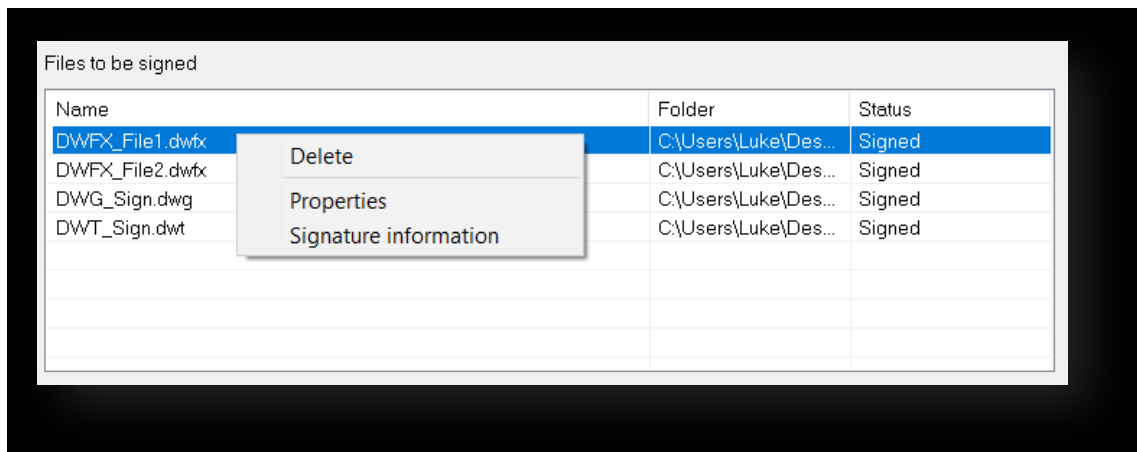 Files to be signed
Name Folder Status
DWFX_File1.dwfx C:\Users\Luke\Des... Signed
DWFX_File2.dwfx C:\Users\Luke\Des... Signed
DWG_Sign.dwg C:\Users\Luke\Des... Signed
DWT_Sign.dwt C:\Users\Luke\Des... Signed
Delete
Properties
Signature information